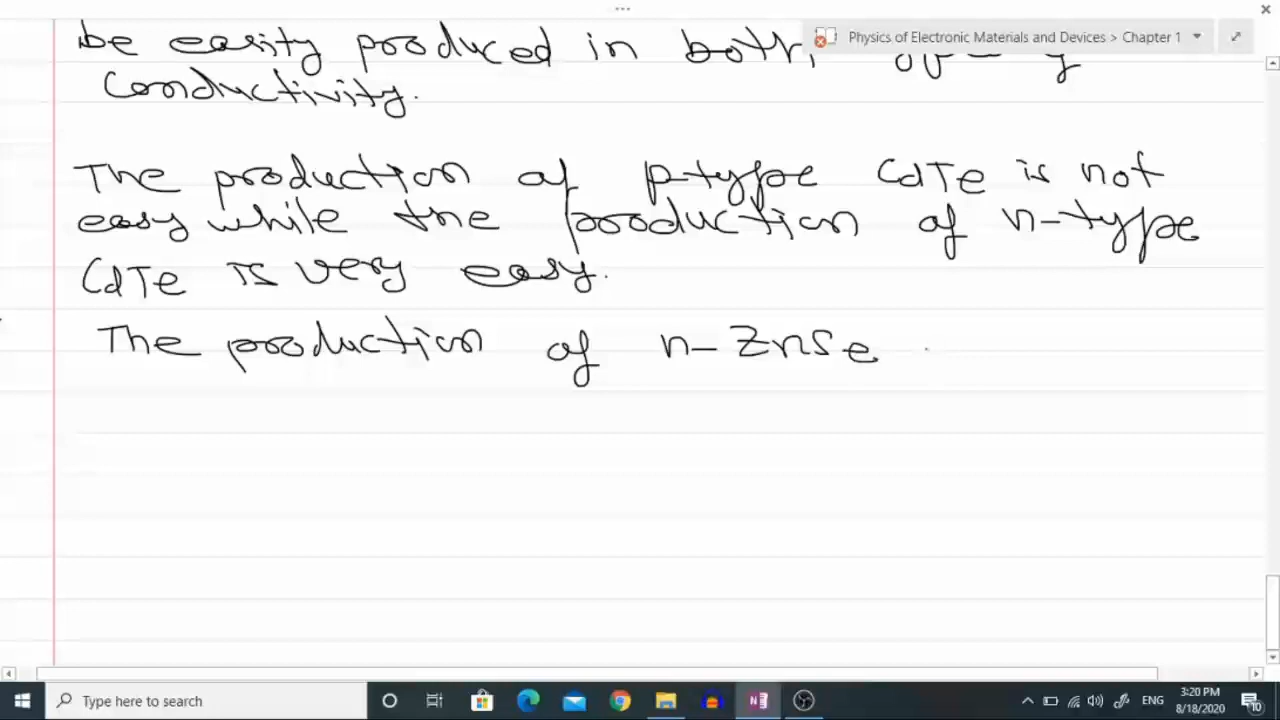 ...
be easity produced in both
Physics of Electronic Materials and Devices > Chapter 1
conductivity.
The production of p-type CdTe is not
easy while the production of n-type
CdTe is very easy.
The production of n-ZnSe
Type here to search
ENG
3:20 PM
8/18/2020
10